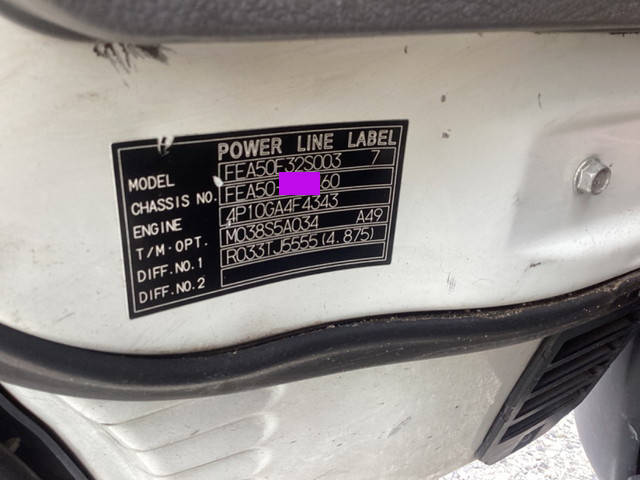 POWER LINE LABEL
MODEL FEA50E32S003 7
CHASSIS NO. FEA50- 60
ENGINE 4P10GA4F4343
T/M·OPT. M038S5A034 A49
DIFF.NO.1 R033TJ5555(4.875)
DIFF.NO.2